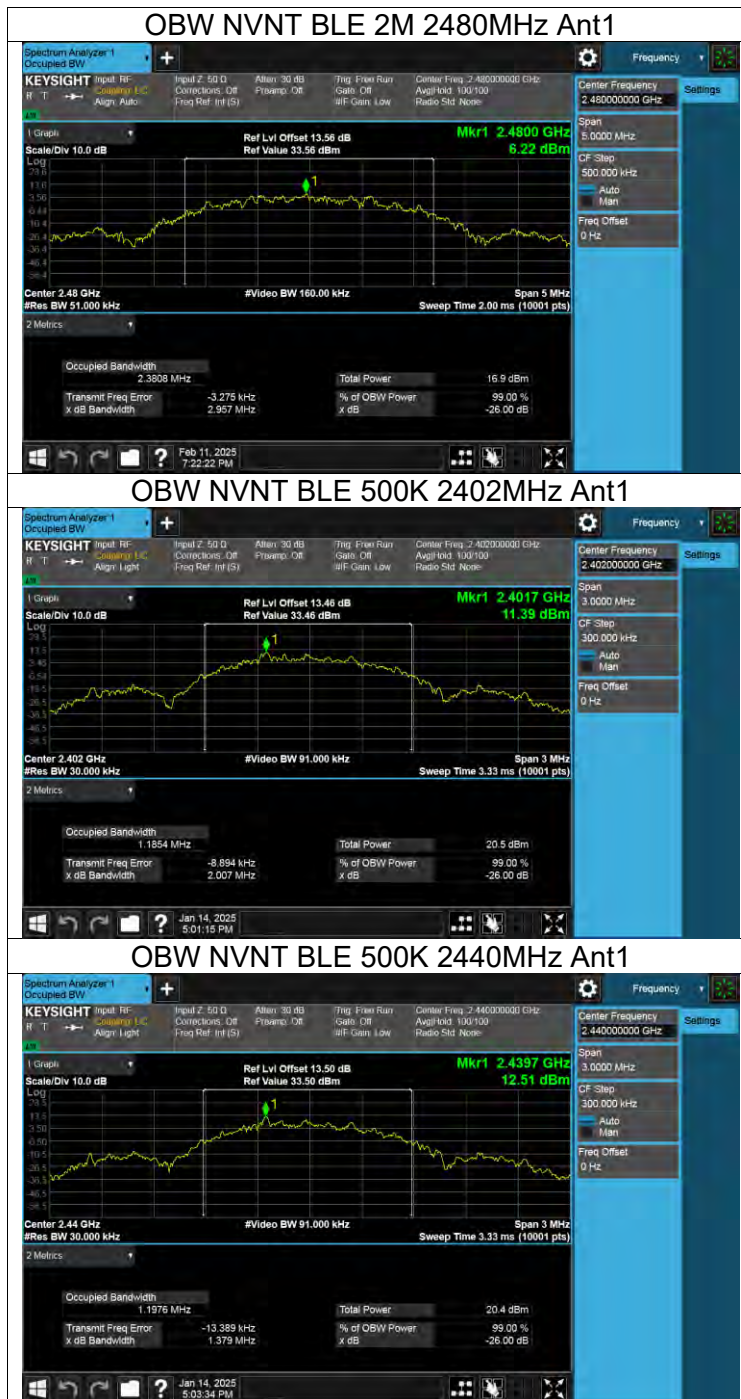 OBW NVNT BLE 2M 2480MHz Ant1
Spectrum Analyzer 1
Occupied BW
+
Frequency
KEYSIGHT Input: RF Input Z: 50 Ω Atten: 30 dB Trig: Free Run Center Freq: 2.480000000 GHz
R T Coupling: DC Corrections: Off Preamp: Off Gate: Off Avg|Hold: 100/100
Align: Auto Freq Ref: Int (S) #IF Gain: Low Radio Std: None
Center Frequency
2.480000000 GHz
Settings
Span
5.0000 MHz
CF Step
500.000 kHz
Auto
Man
Freq Offset
0 Hz
1 Graph
Ref Lvl Offset 13.56 dB
Mkr1 2.4800 GHz
Scale/Div 10.0 dB
Ref Value 33.56 dBm
6.22 dBm
Log
23.6
3.56
1
Center 2.48 GHz #Video BW 160.00 kHz Span 5 MHz
#Res BW 51.000 kHz Sweep Time 2.00 ms (10001 pts)
2 Metrics
Occupied Bandwidth
2.3808 MHz Total Power 16.9 dBm
Transmit Freq Error -3.275 kHz % of OBW Power 99.00 %
x dB Bandwidth 2.957 MHz x dB -26.00 dB
? Feb 11, 2025
7:22:22 PM
OBW NVNT BLE 500K 2402MHz Ant1
Spectrum Analyzer 1
Occupied BW
+
Frequency
KEYSIGHT Input: RF Input Z: 50 Ω Atten: 30 dB Trig: Free Run Center Freq: 2.402000000 GHz
R T Coupling: DC Corrections: Off Preamp: Off Gate: Off Avg|Hold: 100/100
Align: Light Freq Ref: Int (S) #IF Gain: Low Radio Std: None
Center Frequency
2.402000000 GHz
Settings
Span
3.0000 MHz
CF Step
300.000 kHz
Auto
Man
Freq Offset
0 Hz
1 Graph
Ref Lvl Offset 13.46 dB
Mkr1 2.4017 GHz
Scale/Div 10.0 dB
Ref Value 33.46 dBm
11.39 dBm
Log
1
Center 2.402 GHz #Video BW 91.000 kHz Span 3 MHz
#Res BW 30.000 kHz Sweep Time 3.33 ms (10001 pts)
2 Metrics
Occupied Bandwidth
1.1854 MHz Total Power 20.5 dBm
Transmit Freq Error -8.894 kHz % of OBW Power 99.00 %
x dB Bandwidth 2.007 MHz x dB -26.00 dB
? Jan 14, 2025
5:01:15 PM
OBW NVNT BLE 500K 2440MHz Ant1
Spectrum Analyzer 1
Occupied BW
+
Frequency
KEYSIGHT Input: RF Input Z: 50 Ω Atten: 30 dB Trig: Free Run Center Freq: 2.440000000 GHz
R T Coupling: DC Corrections: Off Preamp: Off Gate: Off Avg|Hold: 100/100
Align: Light Freq Ref: Int (S) #IF Gain: Low Radio Std: None
Center Frequency
2.440000000 GHz
Settings
Span
3.0000 MHz
CF Step
300.000 kHz
Auto
Man
Freq Offset
0 Hz
1 Graph
Ref Lvl Offset 13.50 dB
Mkr1 2.4397 GHz
Scale/Div 10.0 dB
Ref Value 33.50 dBm
12.51 dBm
Log
3.50
1
Center 2.44 GHz #Video BW 91.000 kHz Span 3 MHz
#Res BW 30.000 kHz Sweep Time 3.33 ms (10001 pts)
2 Metrics
Occupied Bandwidth
1.1976 MHz Total Power 20.4 dBm
Transmit Freq Error -13.389 kHz % of OBW Power 99.00 %
x dB Bandwidth 1.379 MHz x dB -26.00 dB
? Jan 14, 2025
5:03:34 PM